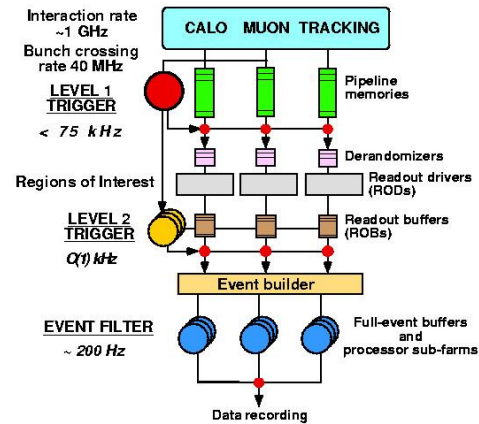 Interaction rate
~1 GHz
CALO MUON TRACKING
Bunch crossing
rate 40 MHz
LEVEL 1
TRIGGER
< 75 kHz
Pipeline
memories
Derandomizers
Regions of Interest
Readout drivers
(RODs)
LEVEL 2
TRIGGER
O(1) kHz
Readout buffers
(ROBs)
Event builder
EVENT FILTER
~ 200 Hz
Full-event buffers
and
processor sub-farms
Data recording